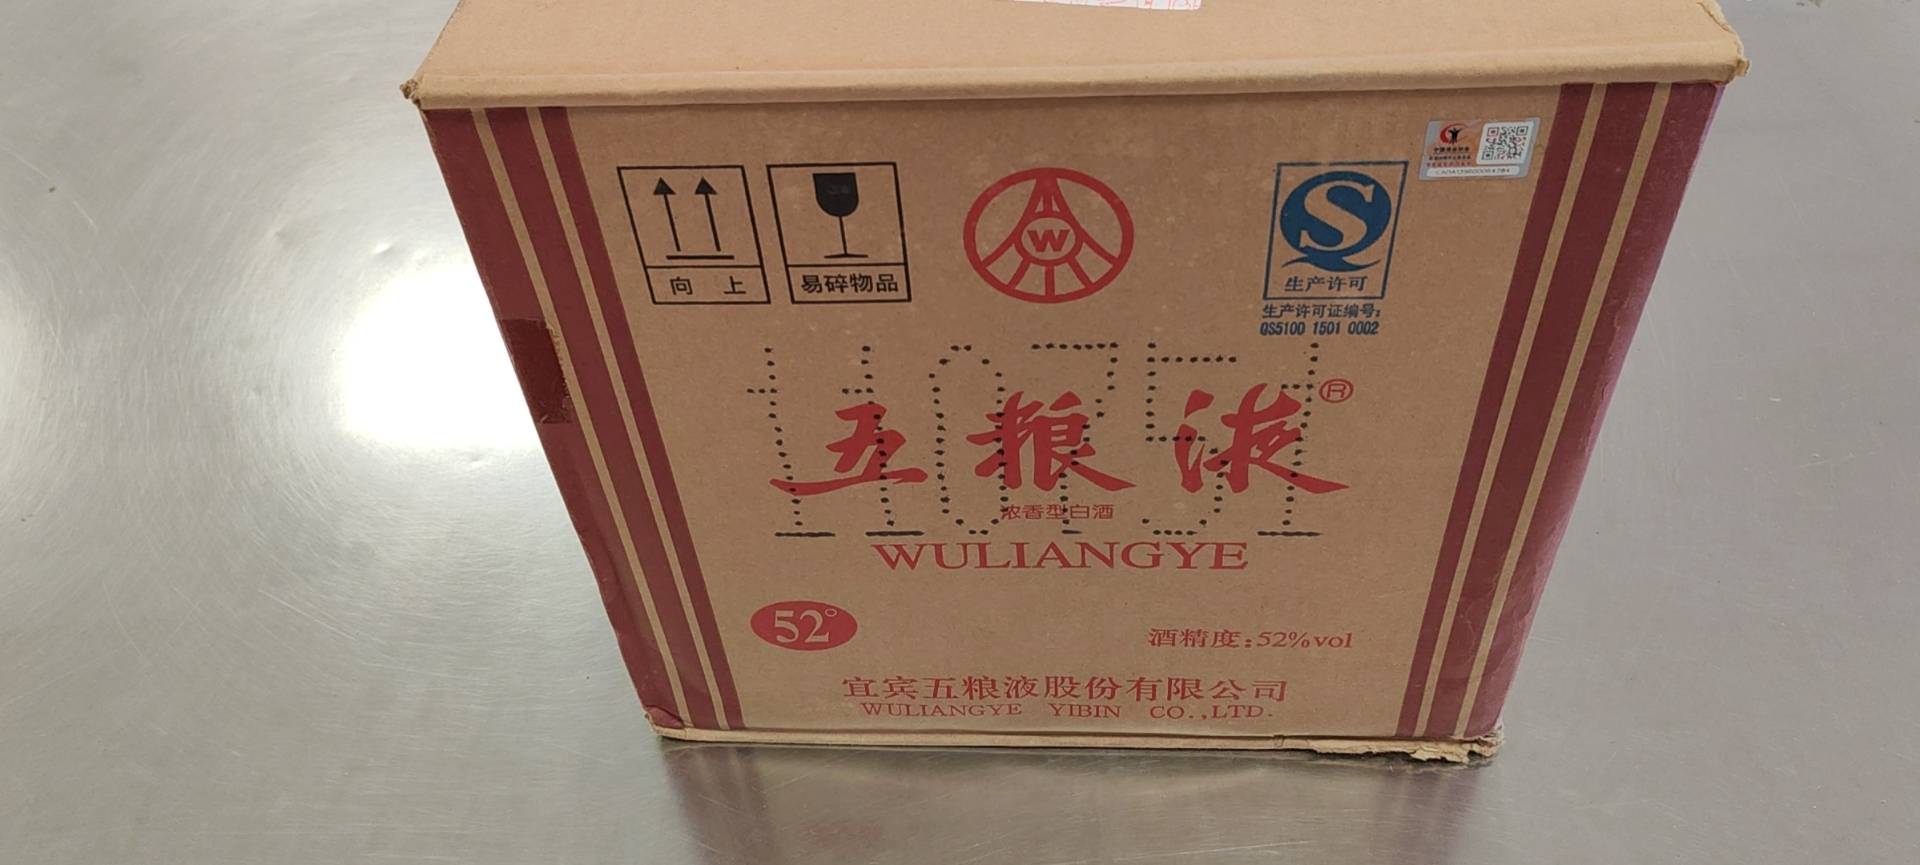 向 上
易碎物品
W
S
生产许可
生产许可证编号:
QS5100 1501 0002
110751
五粮液®
浓香型白酒
WULIANGYE
52°
酒精度:52%vol
宜宾五粮液股份有限公司
WULIANGYE YIBIN CO.,LTD.